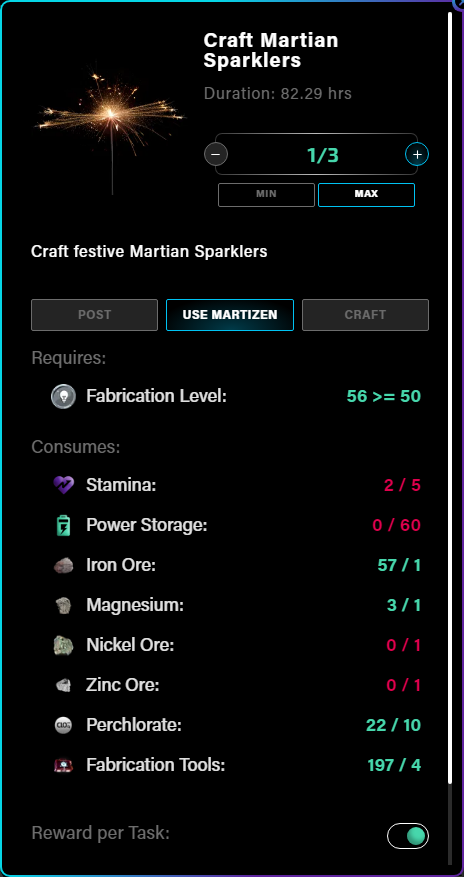 Craft Martian
Sparklers
Duration: 82.29 hrs
− 1/3 +
MIN MAX
Craft festive Martian Sparklers
POST USE MARTIZEN CRAFT
Requires:
Fabrication Level: 56 >= 50
Consumes:
Stamina: 2 / 5
Power Storage: 0 / 60
Iron Ore: 57 / 1
Magnesium: 3 / 1
Nickel Ore: 0 / 1
Zinc Ore: 0 / 1
Perchlorate: 22 / 10
Fabrication Tools: 197 / 4
Reward per Task: